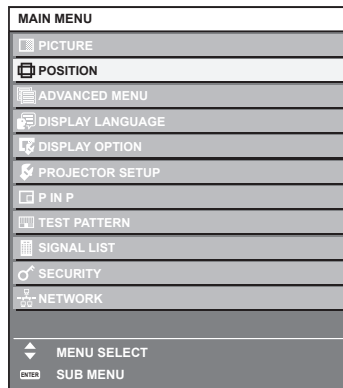 MAIN MENU
PICTURE
POSITION
ADVANCED MENU
DISPLAY LANGUAGE
DISPLAY OPTION
PROJECTOR SETUP
P IN P
TEST PATTERN
SIGNAL LIST
SECURITY
NETWORK
MENU SELECT
ENTER SUB MENU